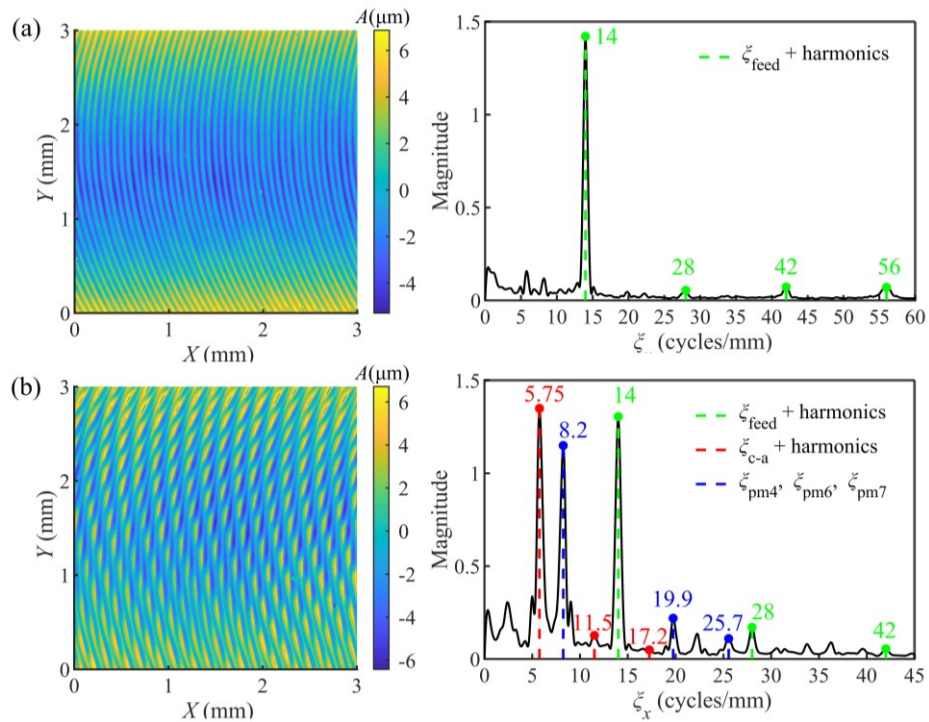 (a)
A(μm)
3
2
1
0
Y (mm)
0
1
2
3
X (mm)
6
4
2
0
-2
-4
1.5
1
0.5
0
Magnitude
14
28
42
56
ξfeed + harmonics
0 5 10 15 20 25 30 35 40 45 50 55 60
(cycles/mm)
(b)
A(μm)
3
2
1
0
Y (mm)
0
1
2
3
X (mm)
6
4
2
0
-2
-4
-6
1.5
1
0.5
0
Magnitude
5.75
8.2
14
11.5
17.2
19.9
25.7
28
42
ξfeed + harmonics
ξc-a + harmonics
ξpm4, ξpm6, ξpm7
0 5 10 15 20 25 30 35 40 45
ξx (cycles/mm)